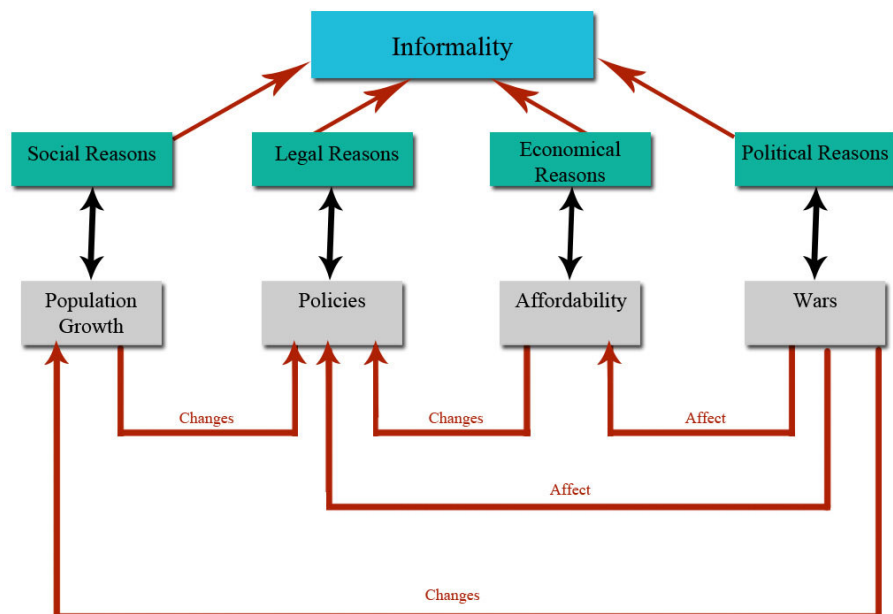 Informality
Social Reasons
Legal Reasons
Economical
Reasons
Political Reasons
Population
Growth
Policies
Affordability
Wars
Changes
Changes
Affect
Affect
Changes